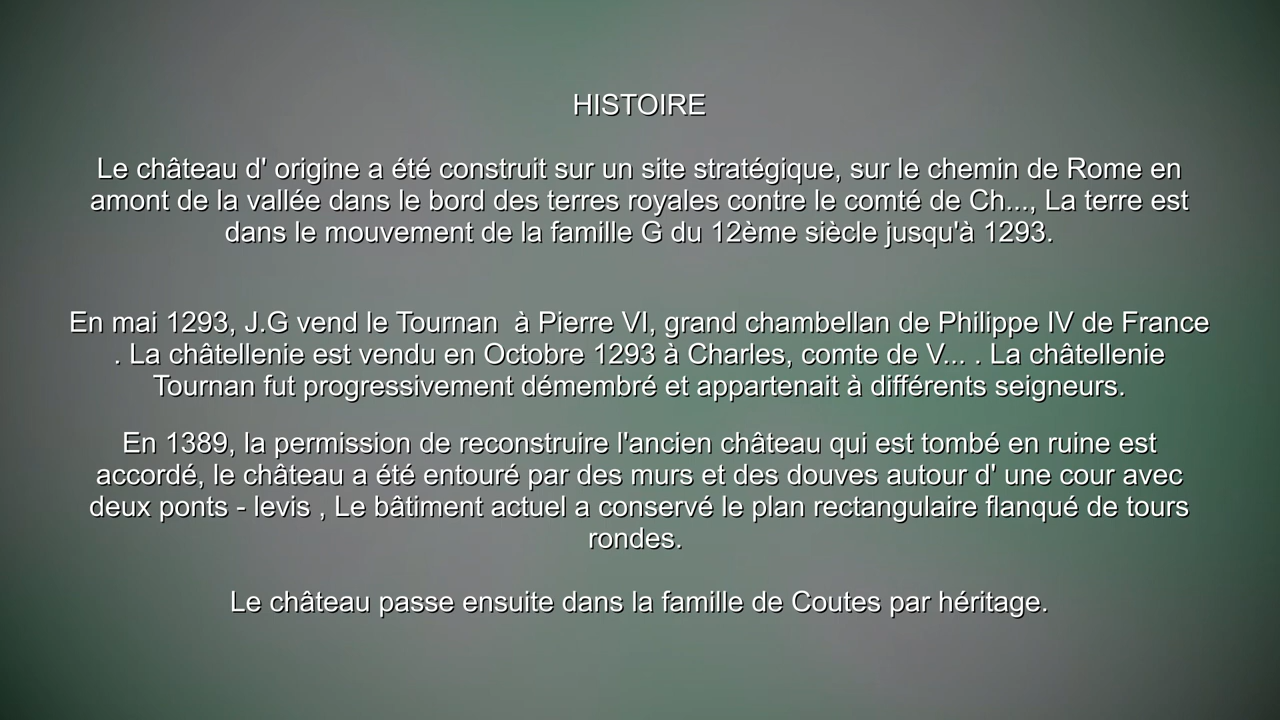 HISTOIRE
Le château d' origine a été construit sur un site stratégique, sur le chemin de Rome en
amont de la vallée dans le bord des terres royales contre le comté de Ch..., La terre est
dans le mouvement de la famille G du 12ème siècle jusqu'à 1293.
En mai 1293, J.G vend le Tournan  à Pierre VI, grand chambellan de Philippe IV de France
. La châtellenie est vendu en Octobre 1293 à Charles, comte de V... . La châtellenie
Tournan fut progressivement démembré et appartenait à différents seigneurs.
En 1389, la permission de reconstruire l'ancien château qui est tombé en ruine est
accordé, le château a été entouré par des murs et des douves autour d' une cour avec
deux ponts - levis , Le bâtiment actuel a conservé le plan rectangulaire flanqué de tours
rondes.
Le château passe ensuite dans la famille de Coutes par héritage.